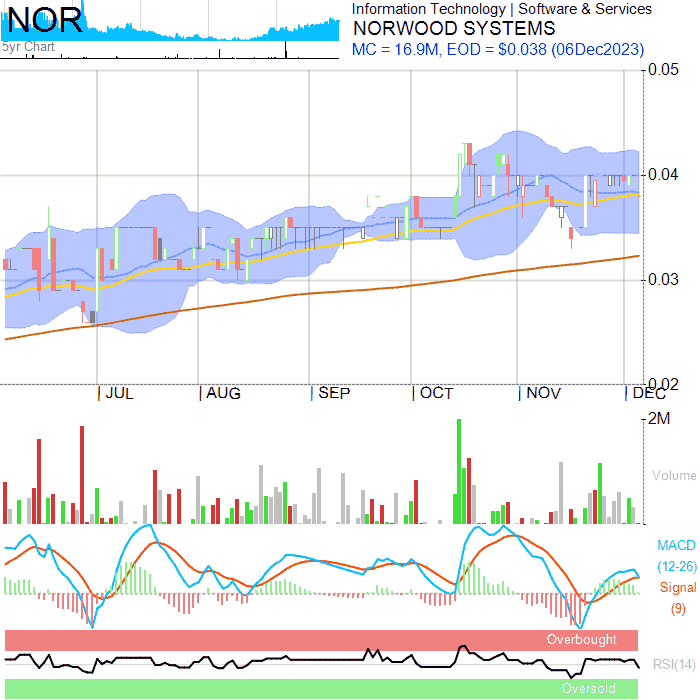 NOR
Information Technology | Software & Services
NORWOOD SYSTEMS
5yr Chart
MC = 16.9M, EOD = $0.038 (06Dec2023)
0.05
0.04
0.03
0.02
JUL AUG SEP OCT NOV DEC
2M
Volume
MACD
(12-26)
Signal
(9)
Overbought
RSI(14)
Oversold